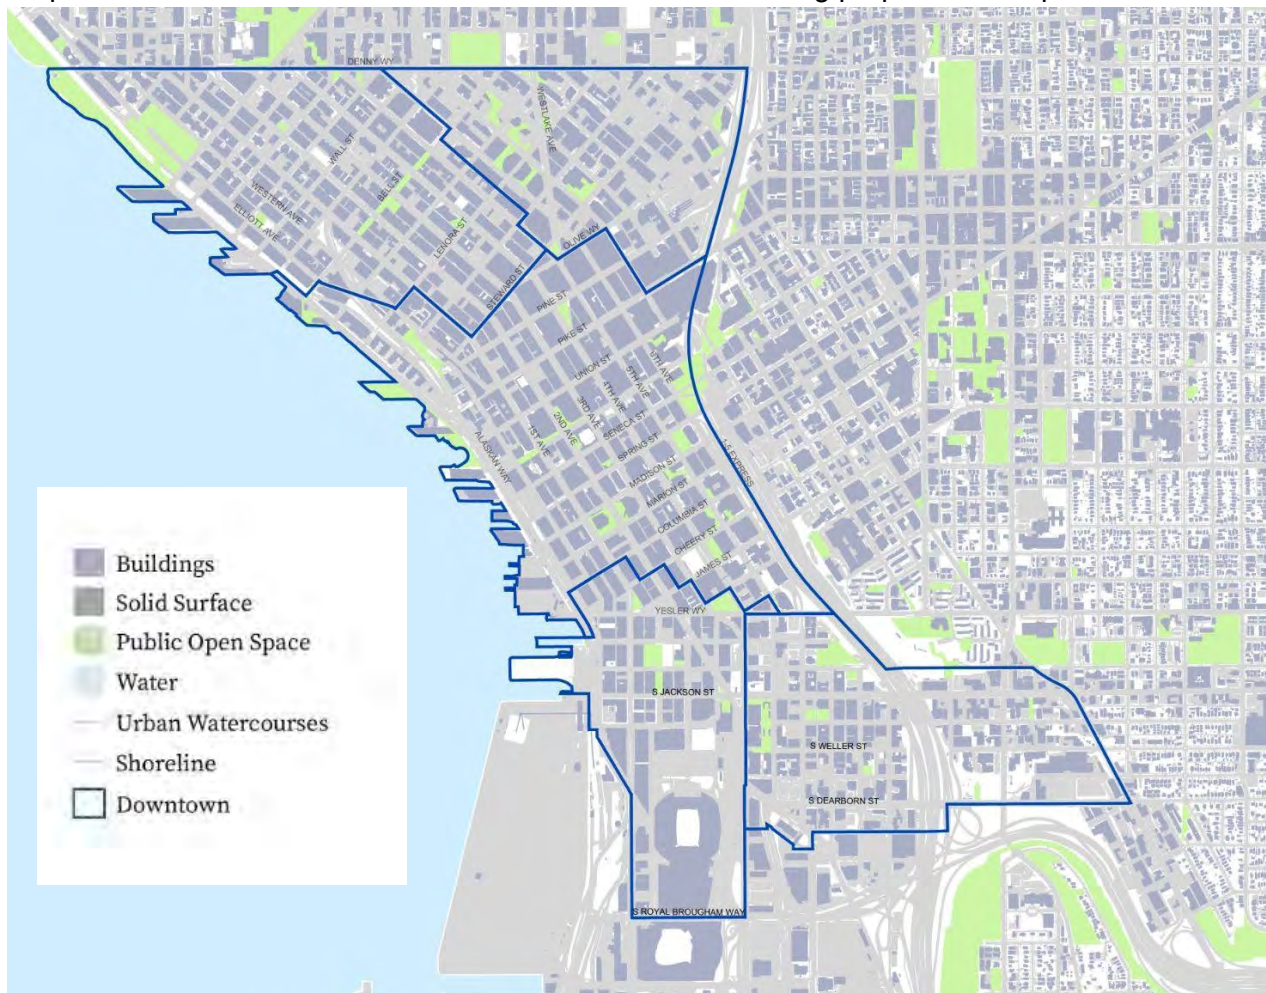 DENNY WY
WESTLAKE AVE
WALL ST
BELL ST
WESTERN AVE
ELLIOTT AVE
LENORA ST
OLIVE WY
STEWARD ST
PINE ST
PIKE ST
UNION ST
6TH AVE
5TH AVE
4TH AVE
3RD AVE
2ND AVE
1ST AVE
SENECA ST
SPRING ST
ALASKAN WAY
I-5 EXPRESS
MADISON ST
MARION ST
COLUMBIA ST
CHEERY ST
JAMES ST
YESLER WY
S JACKSON ST
S WELLER ST
S DEARBORN ST
S ROYAL BROUGHAM WAY
Buildings
Solid Surface
Public Open Space
Water
Urban Watercourses
Shoreline
Downtown